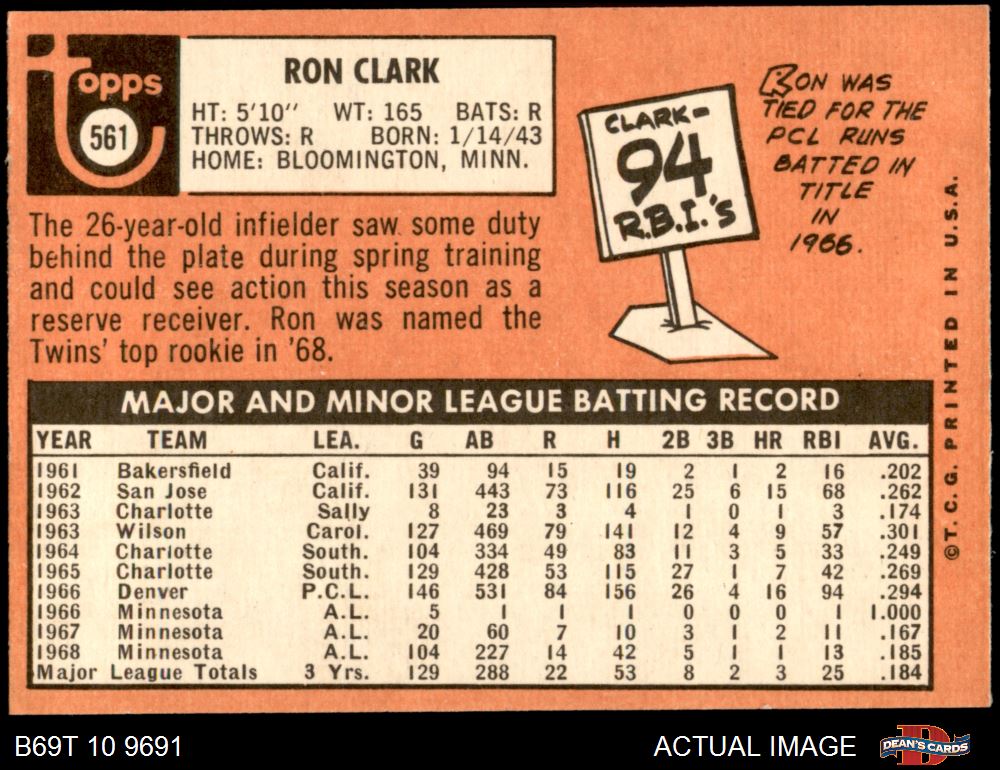 Topps
561
RON CLARK
HT: 5'10" WT: 165 BATS: R
THROWS: R BORN: 1/14/43
HOME: BLOOMINGTON, MINN.
The 26-year-old infielder saw some duty
behind the plate during spring training
and could see action this season as a
reserve receiver. Ron was named the
Twins' top rookie in '68.
CLARK-
94
R.B.I.'S
RON WAS
TIED FOR THE
PCL RUNS
BATTED IN
TITLE
IN
1966.
MAJOR AND MINOR LEAGUE BATTING RECORD
YEAR TEAM LEA. G AB R H 2B 3B HR RBI AVG.
1961 Bakersfield Calif. 39 94 15 19 2 1 2 16 .202
1962 San Jose Calif. 131 443 73 116 25 6 15 68 .262
1963 Charlotte Sally 8 23 3 4 1 0 1 3 .174
1963 Wilson Carol. 127 469 79 141 12 4 9 57 .301
1964 Charlotte South. 104 334 49 83 11 3 5 33 .249
1965 Charlotte South. 129 428 53 115 27 1 7 42 .269
1966 Denver P.C.L. 146 531 84 156 26 4 16 94 .294
1966 Minnesota A.L. 5 1 1 1 0 0 0 1 1.000
1967 Minnesota A.L. 20 60 7 10 3 1 2 11 .167
1968 Minnesota A.L. 104 227 14 42 5 1 1 13 .185
Major League Totals 3 Yrs. 129 288 22 53 8 2 3 25 .184
©T.C.G. PRINTED IN U.S.A.
B69T 10 9691
ACTUAL IMAGE
D
DEAN'S CARDS